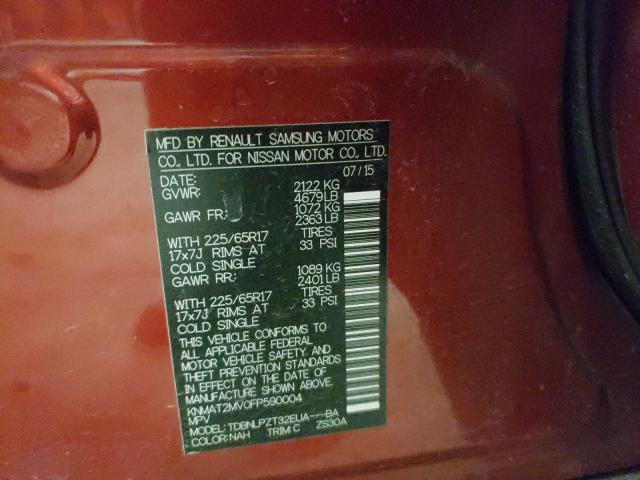 MFD BY RENAULT SAMSUNG MOTORS
CO., LTD. FOR NISSAN MOTOR CO., LTD.
DATE: 07/15
GVWR: 2122 KG
4679 LB
GAWR FR: 1072 KG
2363 LB
WITH 225/65R17 TIRES
17x7J RIMS AT 33 PSI
COLD SINGLE
GAWR RR: 1089 KG
2401 LB
WITH 225/65R17 TIRES
17x7J RIMS AT 33 PSI
COLD SINGLE
THIS VEHICLE CONFORMS TO
ALL APPLICABLE FEDERAL
MOTOR VEHICLE SAFETY, AND
THEFT PREVENTION STANDARDS
IN EFFECT ON THE DATE OF
MANUFACTURE SHOWN ABOVE.
KNMAT2MV0FP590004
MPV
MODEL: TDBNLPZT32EUA---BA
COLOR: NAH TRIM: C ZS30A